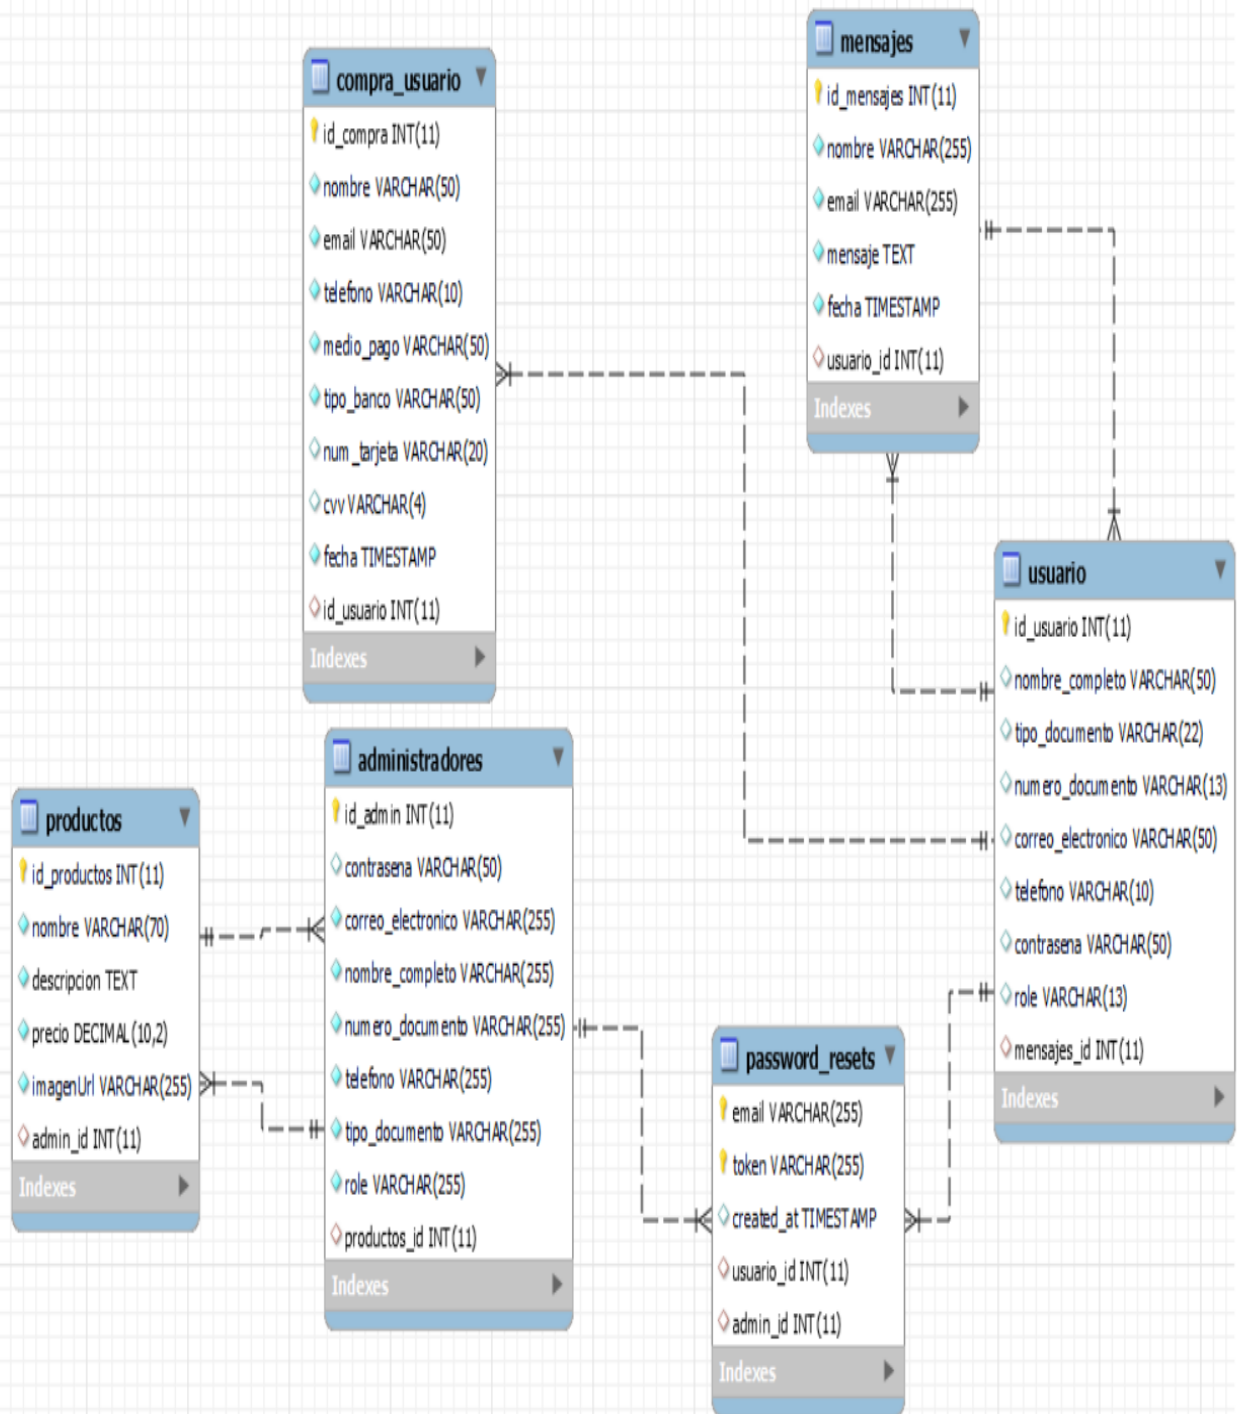 compra_usuario
id_compra INT(11)
nombre VARCHAR(50)
email VARCHAR(50)
telefono VARCHAR(10)
medio_pago VARCHAR(50)
tipo_banco VARCHAR(50)
num_tarjeta VARCHAR(20)
cvv VARCHAR(4)
fecha TIMESTAMP
id_usuario INT(11)
Indexes
mensajes
id_mensajes INT(11)
nombre VARCHAR(255)
email VARCHAR(255)
mensaje TEXT
fecha TIMESTAMP
usuario_id INT(11)
Indexes
usuario
id_usuario INT(11)
nombre_completo VARCHAR(50)
tipo_documento VARCHAR(22)
numero_documento VARCHAR(13)
correo_electronico VARCHAR(50)
telefono VARCHAR(10)
contrasena VARCHAR(50)
role VARCHAR(13)
mensajes_id INT(11)
Indexes
administradores
id_admin INT(11)
contrasena VARCHAR(50)
correo_electronico VARCHAR(255)
nombre_completo VARCHAR(255)
numero_documento VARCHAR(255)
telefono VARCHAR(255)
tipo_documento VARCHAR(255)
role VARCHAR(255)
productos_id INT(11)
Indexes
productos
id_productos INT(11)
nombre VARCHAR(70)
descripcion TEXT
precio DECIMAL(10,2)
imagenUrl VARCHAR(255)
admin_id INT(11)
Indexes
password_resets
email VARCHAR(255)
token VARCHAR(255)
created_at TIMESTAMP
usuario_id INT(11)
admin_id INT(11)
Indexes